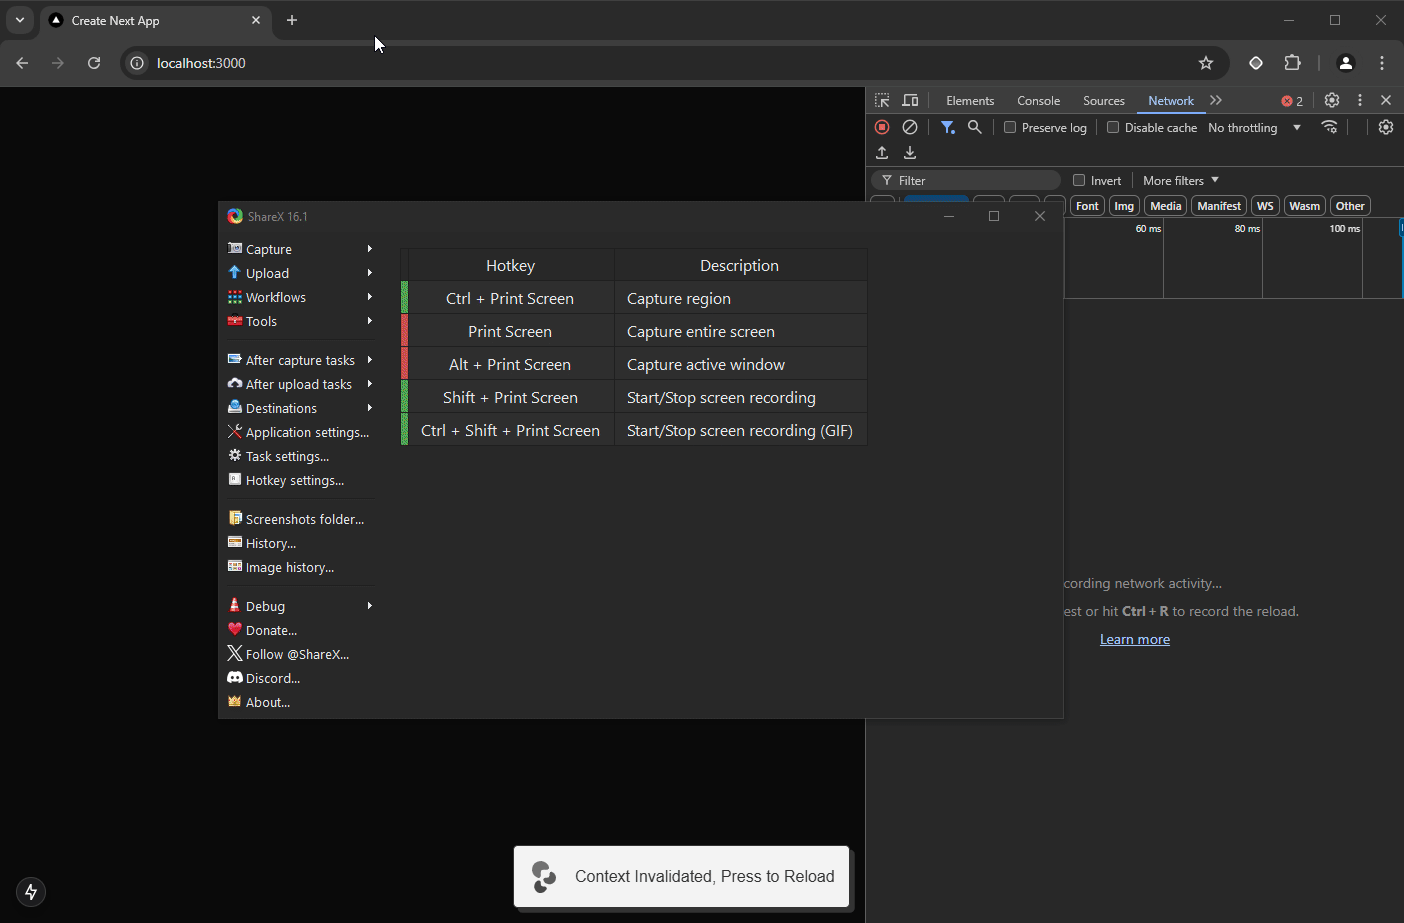 Create Next App
localhost:3000
Elements Console Sources Network 2
Preserve log Disable cache No throttling
Filter Invert More filters
Font Img Media Manifest WS Wasm Other
60 ms 80 ms 100 ms
ShareX 16.1
Capture
Upload
Workflows
Tools
After capture tasks
After upload tasks
Destinations
Application settings...
Task settings...
Hotkey settings...
Screenshots folder...
History...
Image history...
Debug
Donate...
Follow @ShareX...
Discord...
About...
Hotkey Description
Ctrl + Print Screen Capture region
Print Screen Capture entire screen
Alt + Print Screen Capture active window
Shift + Print Screen Start/Stop screen recording
Ctrl + Shift + Print Screen Start/Stop screen recording (GIF)
cording network activity...
est or hit Ctrl + R to record the reload.
Learn more
Context Invalidated, Press to Reload